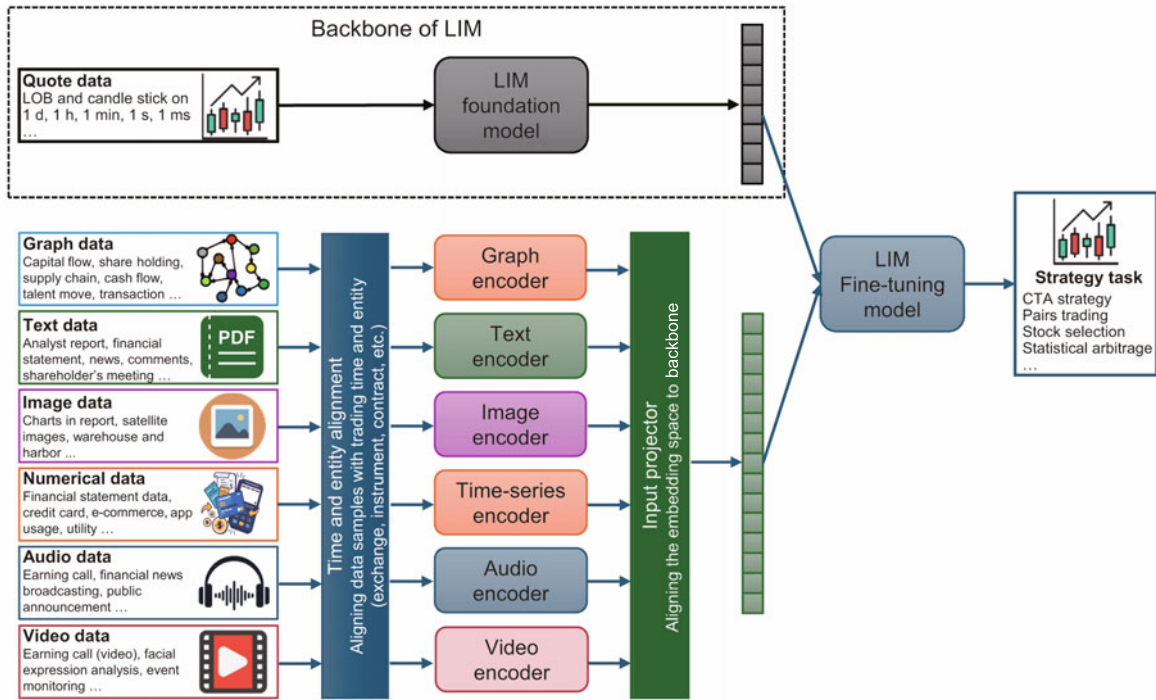 Backbone of LIM
Quote data
LOB and candle stick on
1 d, 1 h, 1 min, 1 s, 1 ms
…
LIM
foundation
model
Graph data
Capital flow, share holding,
supply chain, cash flow,
talent move, transaction …
Text data
Analyst report, financial
statement, news, comments,
shareholder's meeting …
PDF
Image data
Charts in report, satellite
images, warehouse and
harbor ...
Numerical data
Financial statement data,
credit card, e-commerce, app
usage, utility …
Audio data
Earning call, financial news
broadcasting, public
announcement …
Video data
Earning call (video), facial
expression analysis, event
monitoring …
Time and entity alignment
Aligning data samples with trading time and entity
(exchange, instrument, contract, etc.)
Graph
encoder
Text
encoder
Image
encoder
Time-series
encoder
Audio
encoder
Video
encoder
Input projector
Aligning the embedding space to backbone
LIM
Fine-tuning
model
Strategy task
CTA strategy
Pairs trading
Stock selection
Statistical arbitrage
…